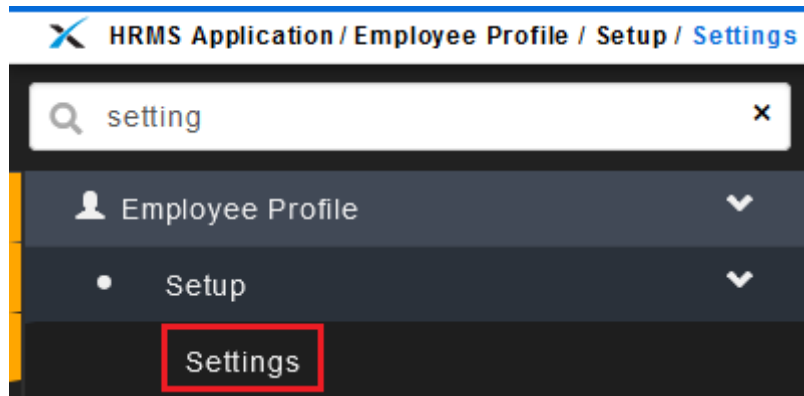 HRMS Application / Employee Profile / Setup / Settings
setting
Employee Profile
Setup
Settings